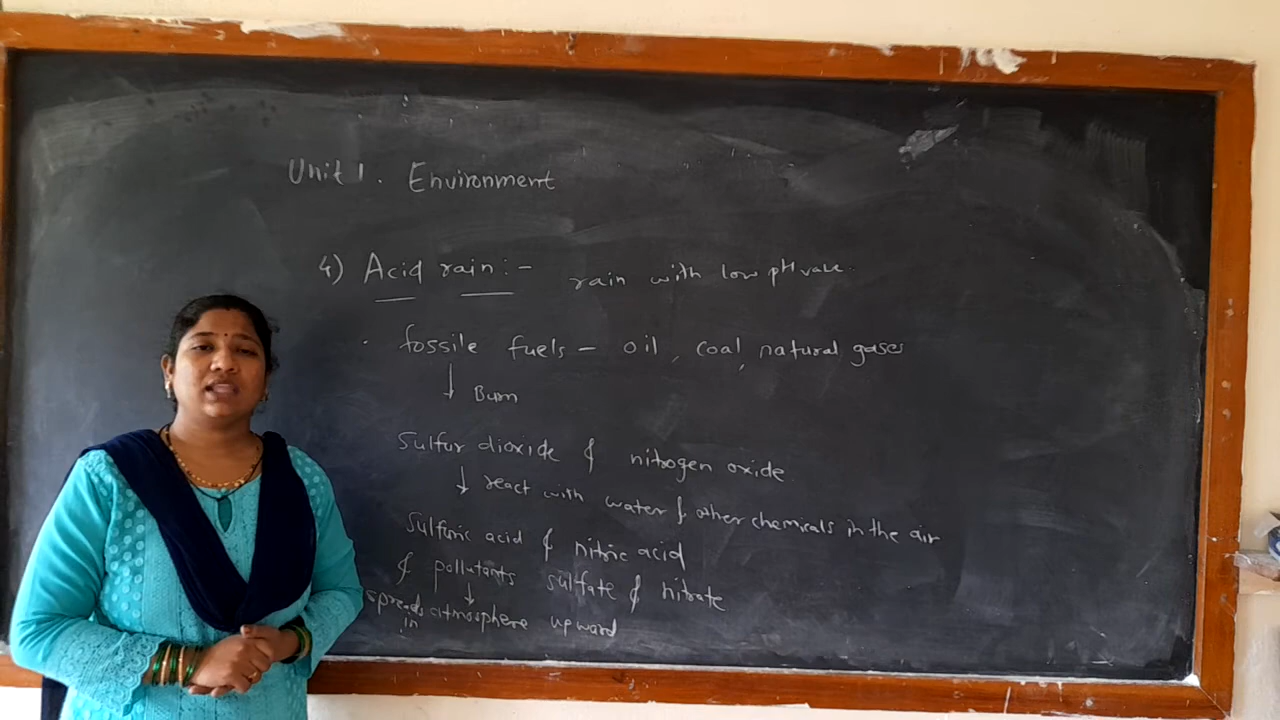 Unit 1. Environment
4) Acid rain :- rain with low pH vale.
. fossile fuels - oil, coal, natural gases
↓ Burn
Sulfur dioxide & nitrogen oxide
↓ react with water & other chemicals in the air
Sulfuric acid & nitric acid
& pollutants sulfate & nitrate
↓
spreads in atmosphere upward